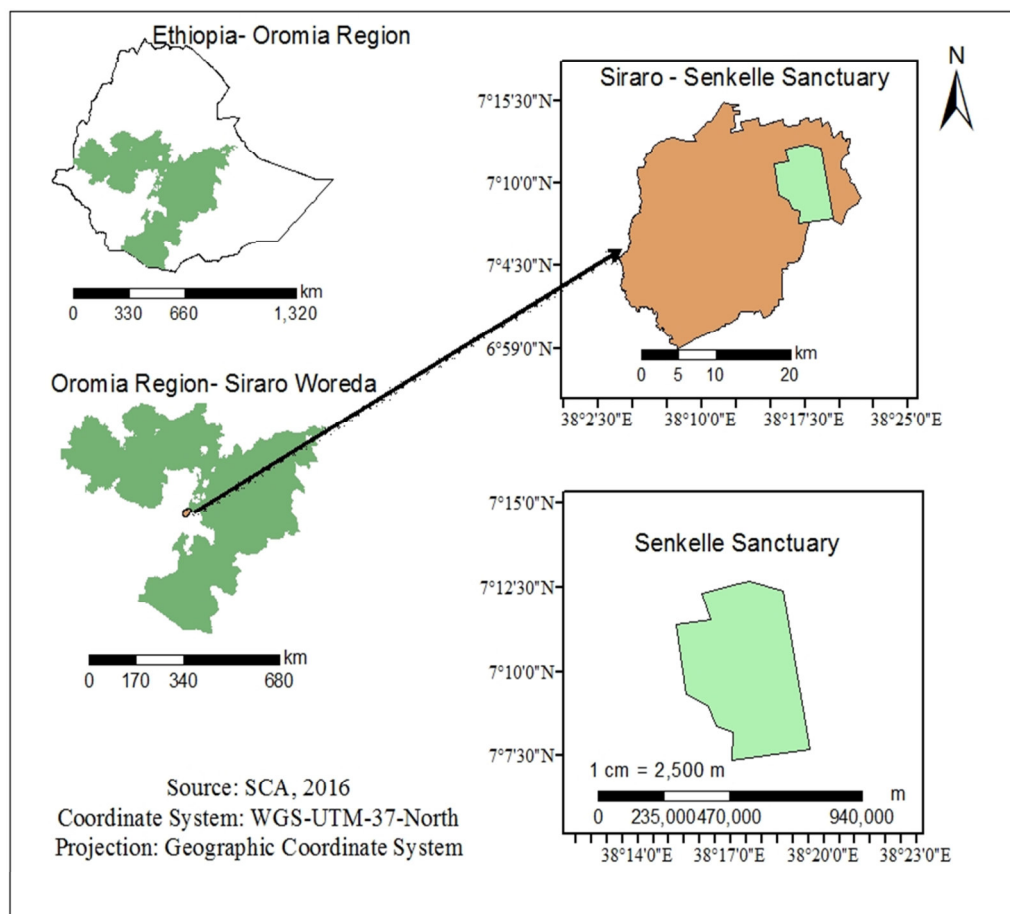 Ethiopia- Oromia Region
km
0 330 660 1,320
Oromia Region- Siraro Woreda
km
0 170 340 680
Source: SCA, 2016
Coordinate System: WGS-UTM-37-North
Projection: Geographic Coordinate System
N
Siraro - Senkelle Sanctuary
7°15'30"N
7°10'0"N
7°4'30"N
6°59'0"N
km
0 5 10 20
38°2'30"E 38°10'0"E 38°17'30"E 38°25'E
7°15'0"N
Senkelle Sanctuary
7°12'30"N
7°10'0"N
7°7'30"N
1 cm = 2,500 m
m
0 235,000 470,000 940,000
38°14'0"E 38°17'0"E 38°20'0"E 38°23'0"E